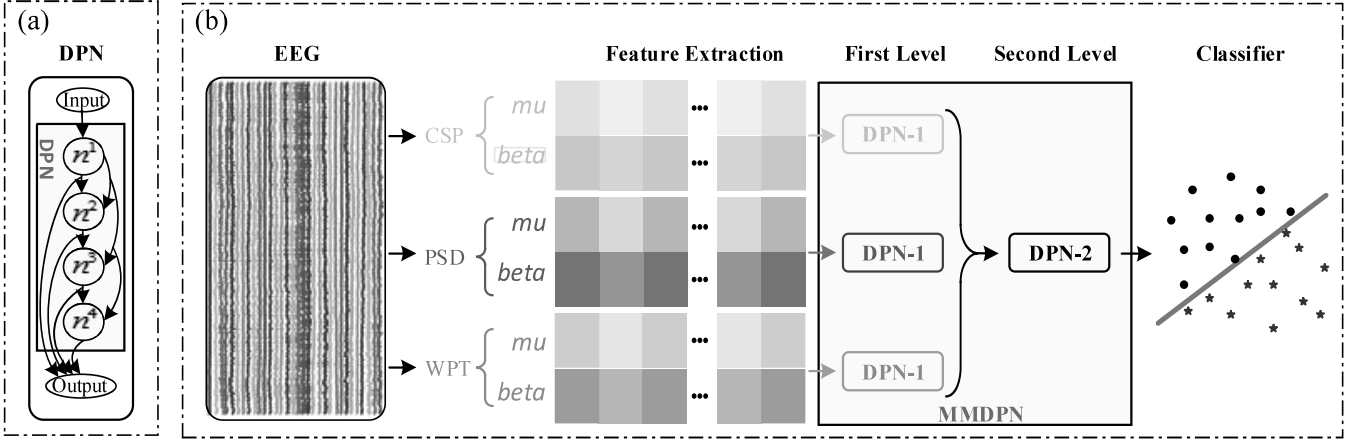 (a)
DPN
Input
DPN
n1
n2
n3
n4
Output
(b)
EEG
Feature Extraction
First Level
Second Level
Classifier
CSP
mu
beta
DPN-1
PSD
mu
beta
DPN-1
DPN-2
WPT
mu
beta
DPN-1
MMDPN